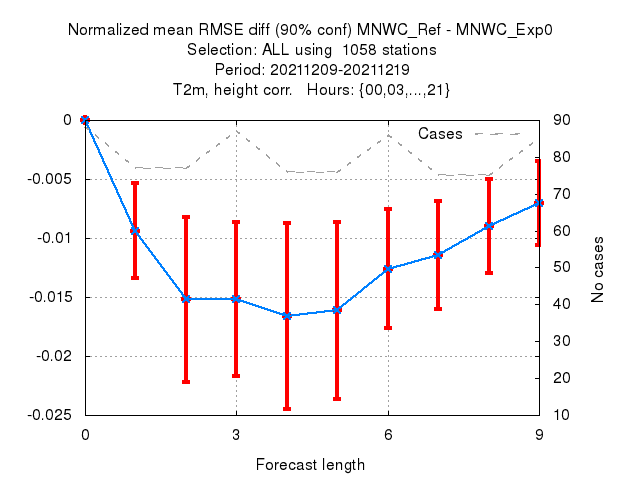 Normalized mean RMSE diff (90% conf) MNWC_Ref - MNWC_Exp0
Selection: ALL using  1058 stations
Period: 20211209-20211219
T2m, height corr.   Hours: {00,03,...,21}
Cases
0
-0.005
-0.01
-0.015
-0.02
-0.025
90
80
70
60
50
40
30
20
10
No cases
0 3 6 9
Forecast length